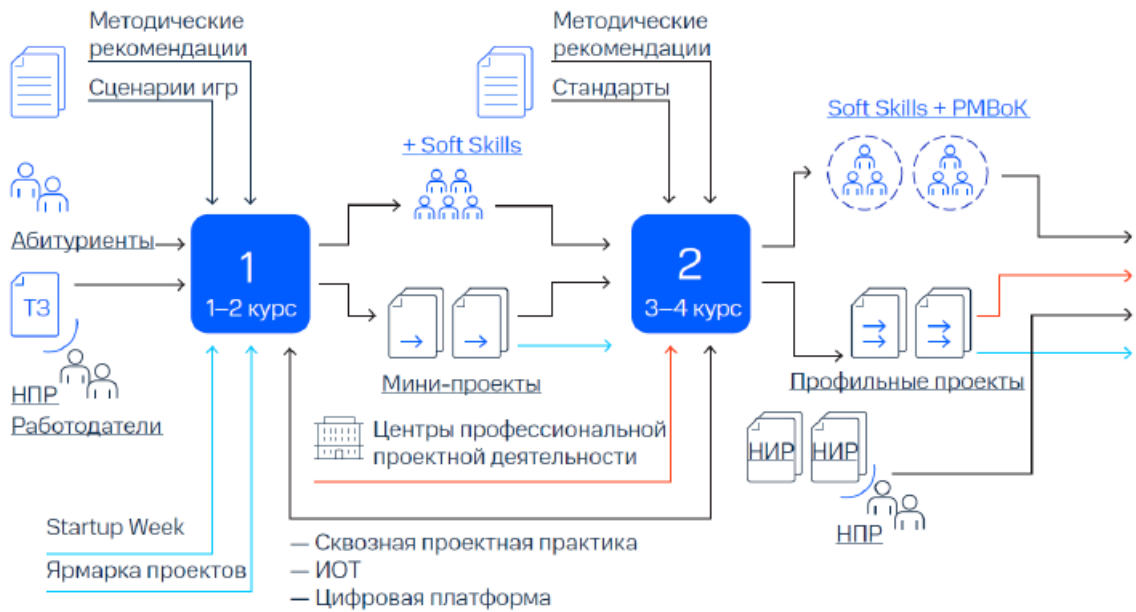 Методические
рекомендации
Сценарии игр
Методические
рекомендации
Стандарты
Soft Skills + PMBoK
+ Soft Skills
Абитуриенты
1
1–2 курс
2
3–4 курс
ТЗ
НПР
Работодатели
Мини-проекты
Профильные проекты
Центры профессиональной
проектной деятельности
НИР
НИР
НПР
Startup Week
Ярмарка проектов
— Сквозная проектная практика
— ИОТ
— Цифровая платформа